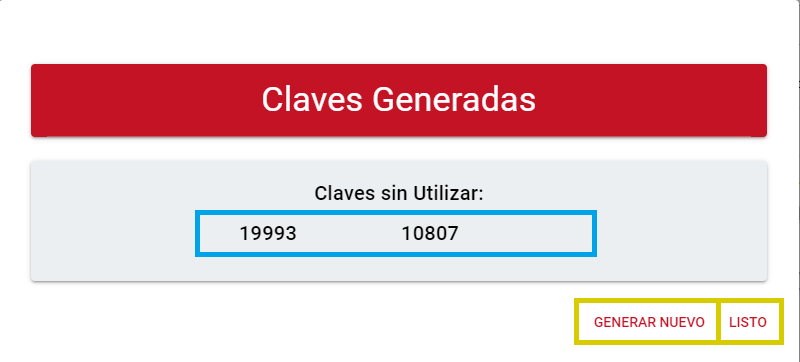 Claves Generadas
Claves sin Utilizar:
19993 10807
GENERAR NUEVO LISTO